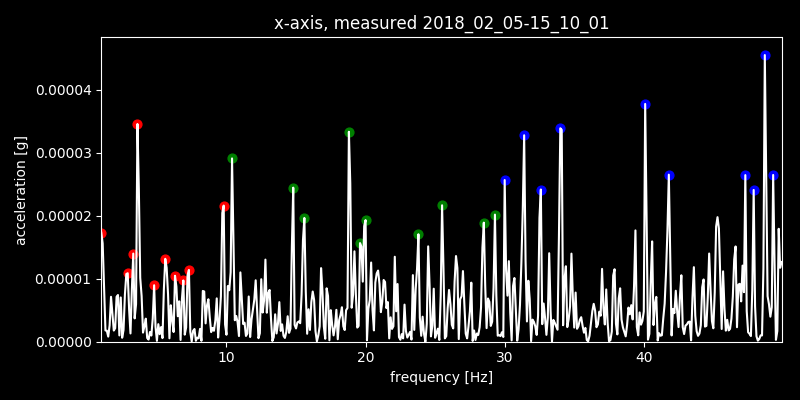 x-axis, measured 2018_02_05-15_10_01
acceleration [g]
0.00004
0.00003
0.00002
0.00001
0.00000
10 20 30 40
frequency [Hz]